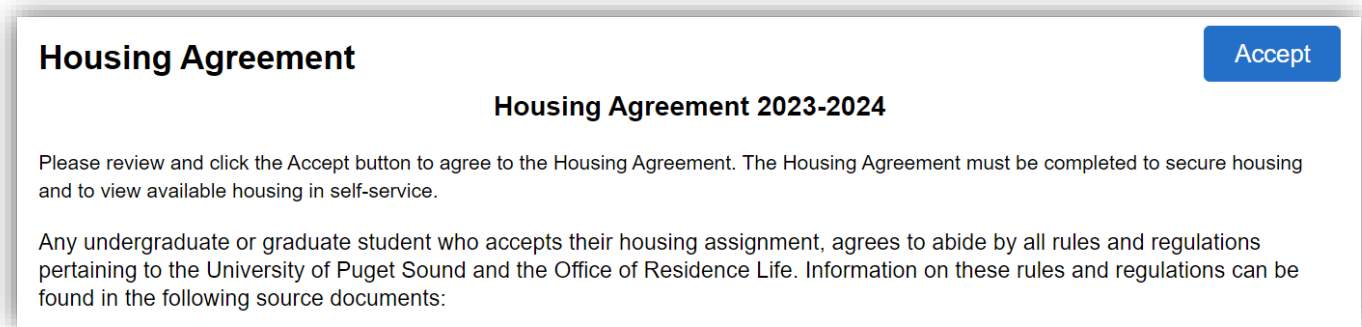 Housing Agreement
Accept
Housing Agreement 2023-2024
Please review and click the Accept button to agree to the Housing Agreement. The Housing Agreement must be completed to secure housing
and to view available housing in self-service.
Any undergraduate or graduate student who accepts their housing assignment, agrees to abide by all rules and regulations
pertaining to the University of Puget Sound and the Office of Residence Life. Information on these rules and regulations can be
found in the following source documents: